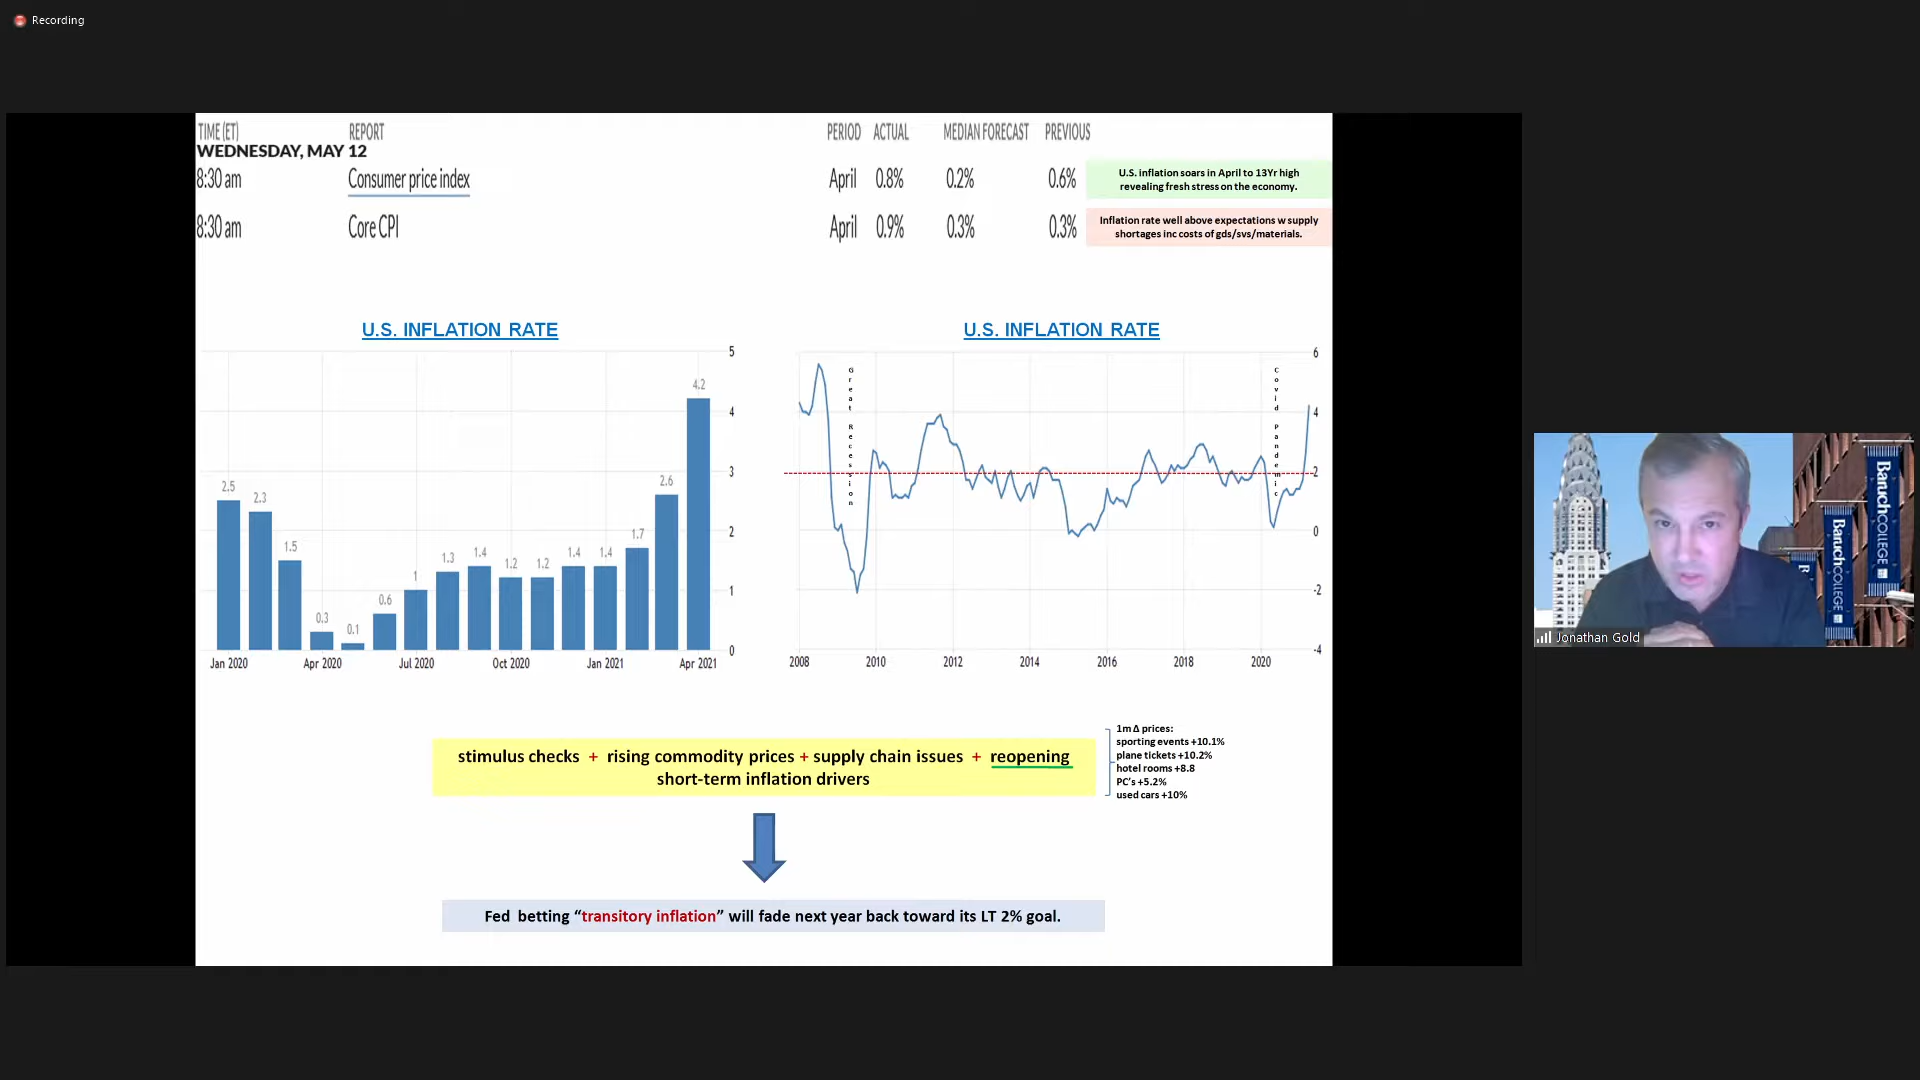 Recording
TIME (ET) REPORT PERIOD ACTUAL MEDIAN FORECAST PREVIOUS
WEDNESDAY, MAY 12
8:30 am Consumer price index April 0.8% 0.2% 0.6%
U.S. inflation soars in April to 13Yr high
revealing fresh stress on the economy.
8:30 am Core CPI April 0.9% 0.3% 0.3%
Inflation rate well above expectations w supply
shortages inc costs of gds/svs/materials.
U.S. INFLATION RATE
5
4
3
2
1
0
2.5
2.3
1.5
0.3
0.1
0.6
1
1.3
1.4
1.2
1.2
1.4
1.4
1.7
2.6
4.2
Jan 2020 Apr 2020 Jul 2020 Oct 2020 Jan 2021 Apr 2021
U.S. INFLATION RATE
6
4
2
0
-2
-4
Great Recession
Covid Pandemic
2008 2010 2012 2014 2016 2018 2020
stimulus checks + rising commodity prices + supply chain issues + reopening
short-term inflation drivers
1m Δ prices:
sporting events +10.1%
plane tickets +10.2%
hotel rooms +8.8
PC's +5.2%
used cars +10%
Fed betting “transitory inflation” will fade next year back toward its LT 2% goal.
Baruch COLLEGE
Baruch COLLEGE
Jonathan Gold